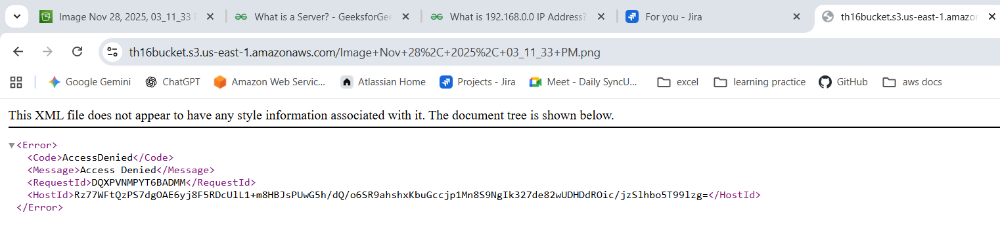 Image Nov 28, 2025, 03_11_33 What is a Server? - GeeksforGee What is 192.168.0.0 IP Address? For you - Jira th16bucket.s3.us-east-1.amazon
th16bucket.s3.us-east-1.amazonaws.com/Image+Nov+28%2C+2025%2C+03_11_33+PM.png
Google Gemini ChatGPT Amazon Web Servic... Atlassian Home Projects - Jira Meet - Daily SyncU... excel learning practice GitHub aws docs
This XML file does not appear to have any style information associated with it. The document tree is shown below.
<Error>
<Code>AccessDenied</Code>
<Message>Access Denied</Message>
<RequestId>DQXPVNMPYT6BADMM</RequestId>
<HostId>Rz77WFtQzPS7dgOAE6yj8F5RDcUlL1+m8HBJsPUwG5h/dQ/o6SR9ahshxKbuGccjp1Mn8S9NgIk327de82wUDHDdROic/jzSlhbo5T99lzg=</HostId>
</Error>